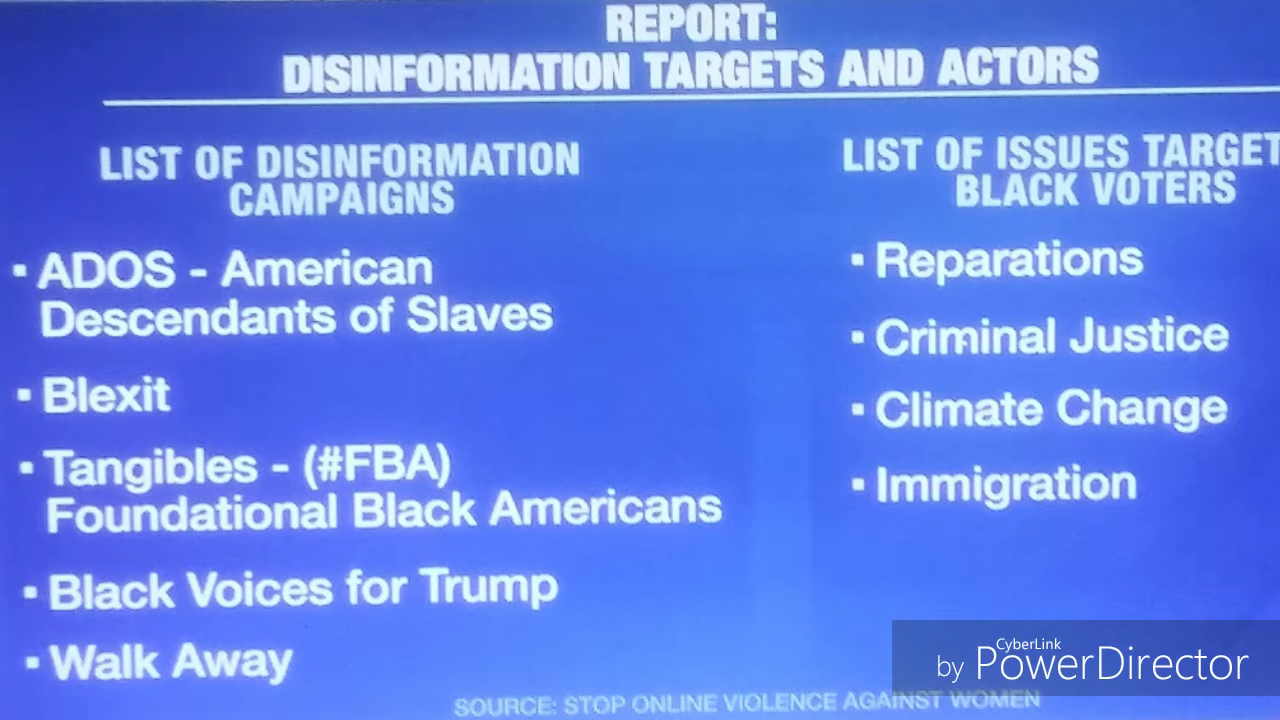 REPORT:
DISINFORMATION TARGETS AND ACTORS
LIST OF DISINFORMATION
CAMPAIGNS
▪ ADOS - American
Descendants of Slaves
▪ Blexit
▪ Tangibles - (#FBA)
Foundational Black Americans
▪ Black Voices for Trump
▪ Walk Away
LIST OF ISSUES TARGET
BLACK VOTERS
▪ Reparations
▪ Criminal Justice
▪ Climate Change
▪ Immigration
SOURCE: STOP ONLINE VIOLENCE AGAINST WOMEN
CyberLink
by PowerDirector